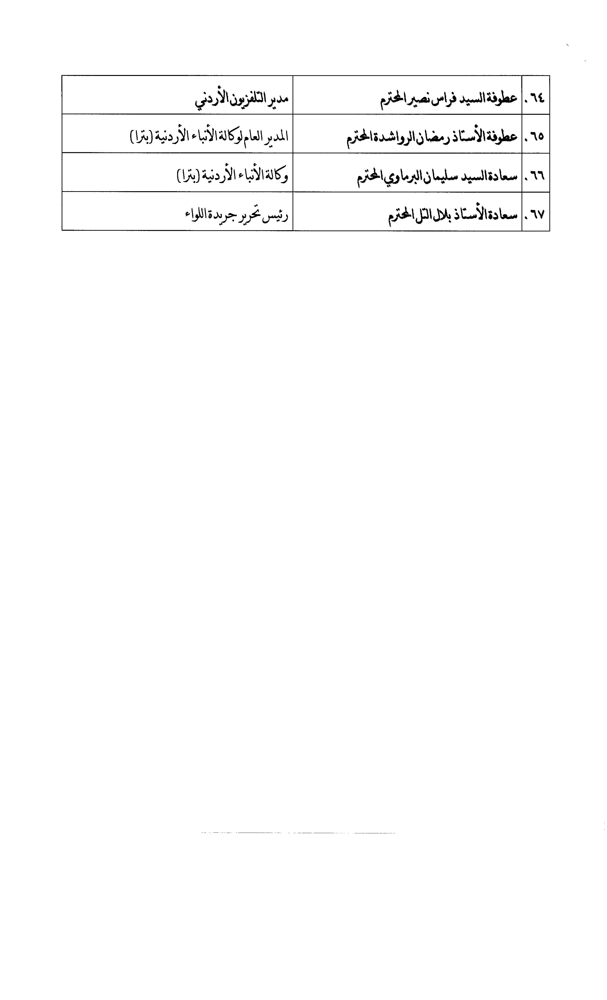 ٦٤. عطوفة السيد فراس نصير المحترم مدير التلفزيون الأردني
٦٥. عطوفة الأستاذ رمضان الرواشدة المحترم المدير العام لوكالة الأنباء الأردنية (بترا)
٦٦. سعادة السيد سليمان البرماوي المحترم وكالة الأنباء الأردنية (بترا)
٦٧. سعادة الأستاذ بلال التل المحترم رئيس تحرير جريدة اللواء